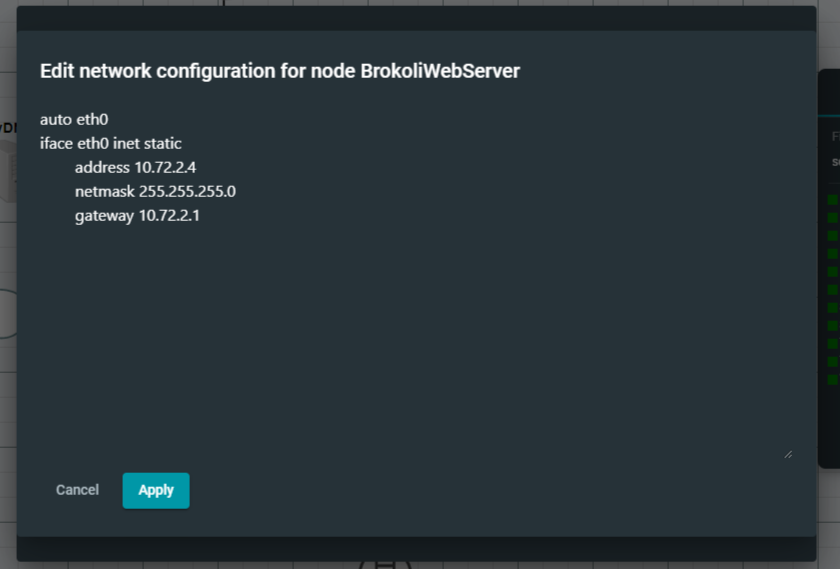 Edit network configuration for node BrokoliWebServer
auto eth0
iface eth0 inet static
address 10.72.2.4
netmask 255.255.255.0
gateway 10.72.2.1
Cancel
Apply